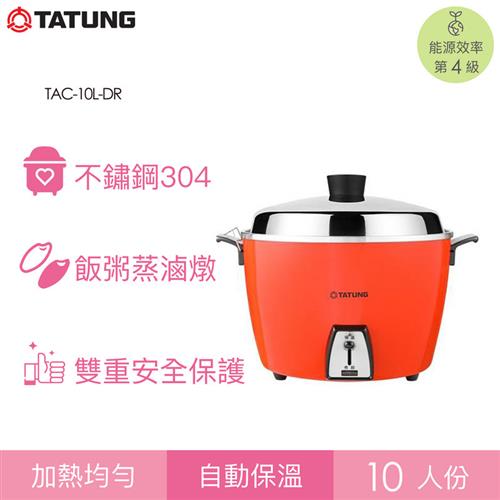 TATUNG
能源效率
第4級
TAC-10L-DR
不鏽鋼304
飯粥蒸滷燉
TATUNG
雙重安全保護
加熱均勻
自動保溫
10人份